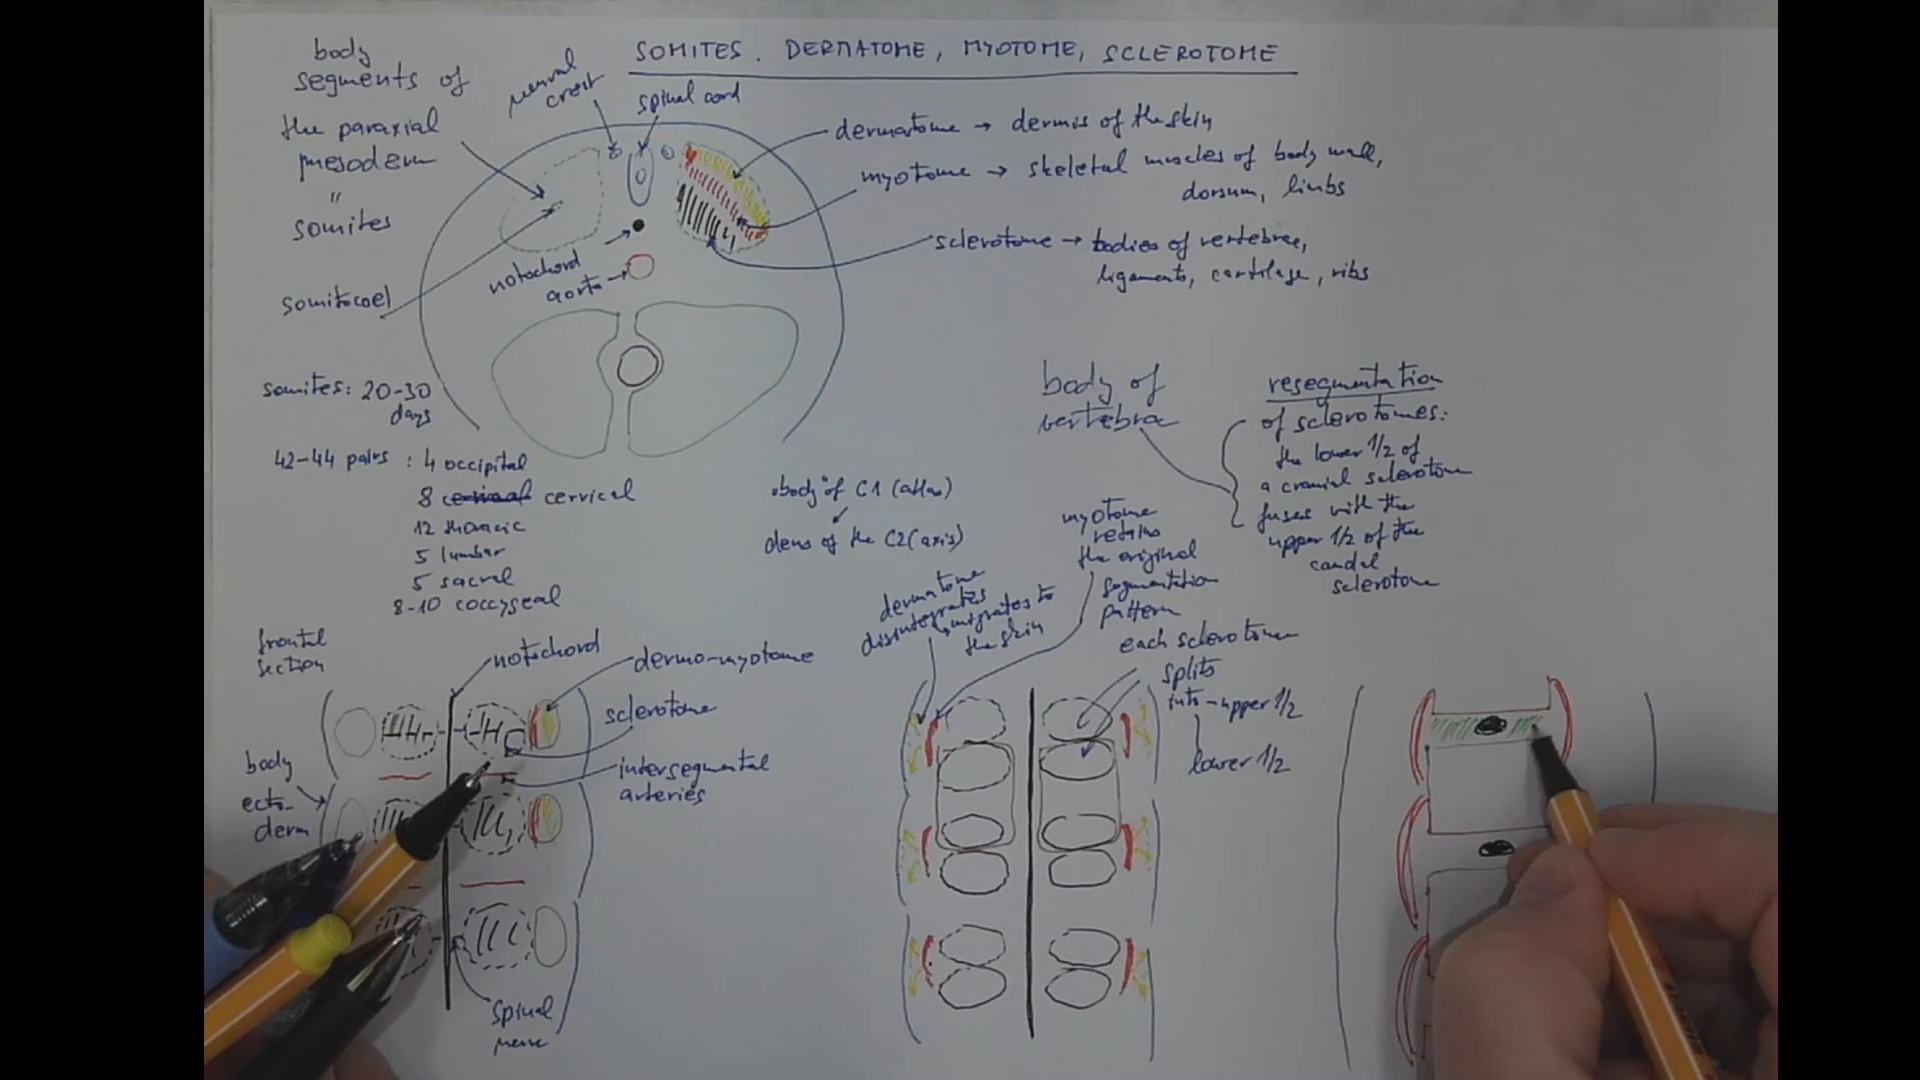 SOMITES. DERMATOME, MYOTOME, SCLEROTOME
body
segments of
the paraxial
mesoderm
"
somites
neural
crest
spinal cord
dermatome → dermis of the skin
myotome → skeletal muscles of body wall,
dorsum, limbs
sclerotome → bodies of vertebrae,
ligaments, cartilage, ribs
notochord
aorta
somitocoel
somites: 20-30
days
42-44 pairs : 4 occipital
8 cervical
12 thoracic
5 lumbar
5 sacral
8-10 coccygeal
"body" of C1 (atlas)
dens of the C2 (axis)
body of
vertebra
resegmentation
of sclerotomes:
the lower 1/2 of
a cranial sclerotome
fuses with the
upper 1/2 of the
caudal
sclerotome
frontal
section
notochord
dermo-myotome
sclerotome
intersegmental
arteries
body
ecto-
derm
spinal
nerve
dermatome
disintegrates
migrates to
the skin
myotome
retains
the original
segmentation
pattern
each sclerotome
splits
into - upper 1/2
lower 1/2